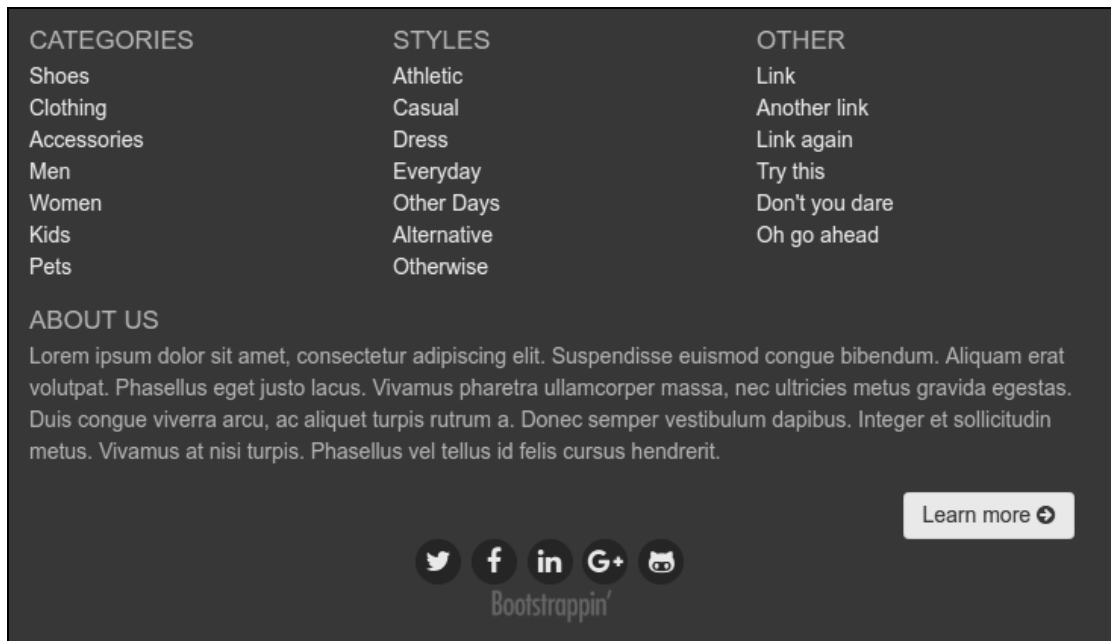 CATEGORIES
Shoes
Clothing
Accessories
Men
Women
Kids
Pets
STYLES
Athletic
Casual
Dress
Everyday
Other Days
Alternative
Otherwise
OTHER
Link
Another link
Link again
Try this
Don't you dare
Oh go ahead
ABOUT US
Lorem ipsum dolor sit amet, consectetur adipiscing elit. Suspendisse euismod congue bibendum. Aliquam erat
volutpat. Phasellus eget justo lacus. Vivamus pharetra ullamcorper massa, nec ultricies metus gravida egestas.
Duis congue viverra arcu, ac aliquet turpis rutrum a. Donec semper vestibulum dapibus. Integer et sollicitudin
metus. Vivamus at nisi turpis. Phasellus vel tellus id felis cursus hendrerit.
Learn more
f in G+
Bootstrappin'